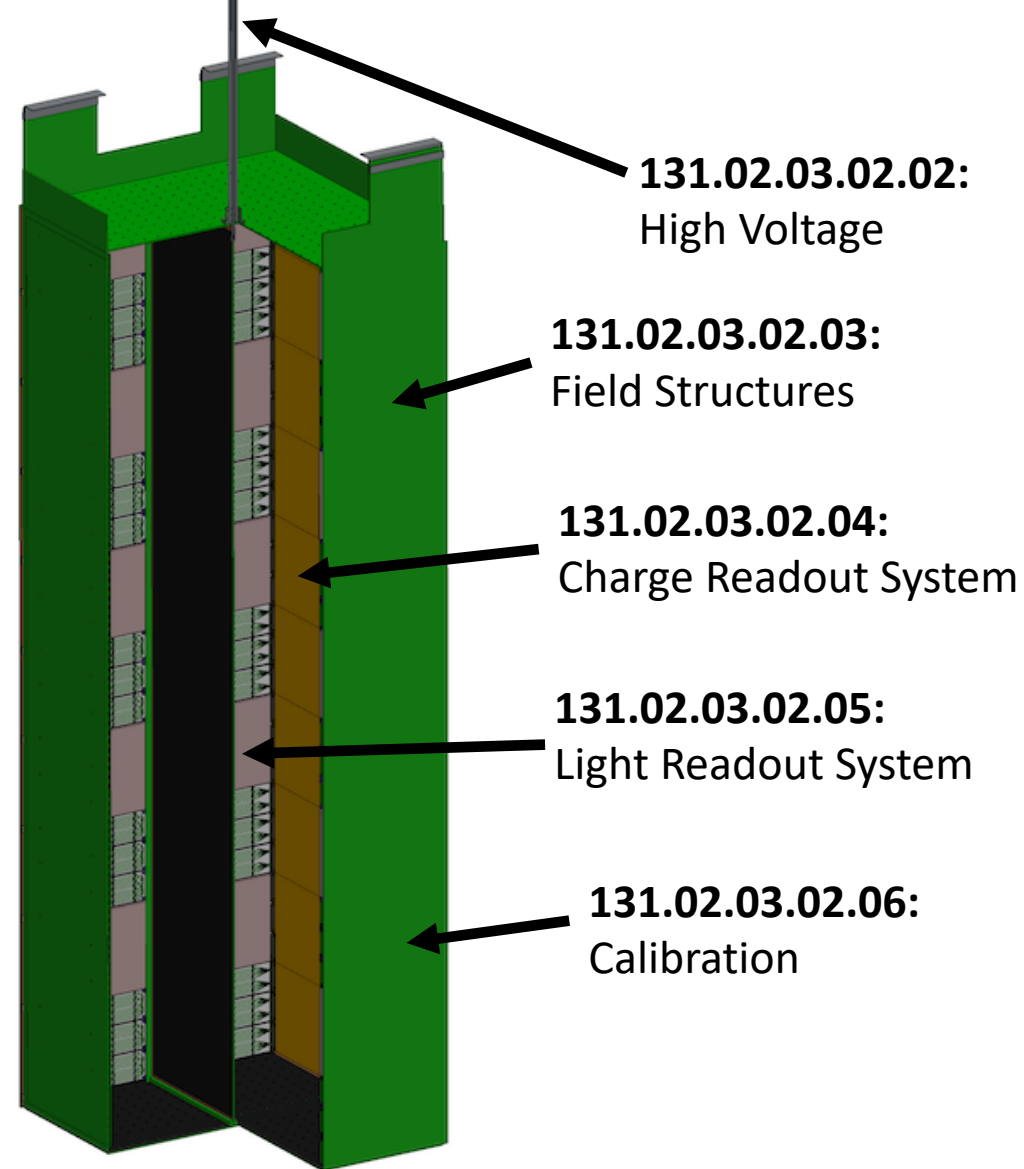 131.02.03.02.02:
High Voltage
131.02.03.02.03:
Field Structures
131.02.03.02.04:
Charge Readout System
131.02.03.02.05:
Light Readout System
131.02.03.02.06:
Calibration